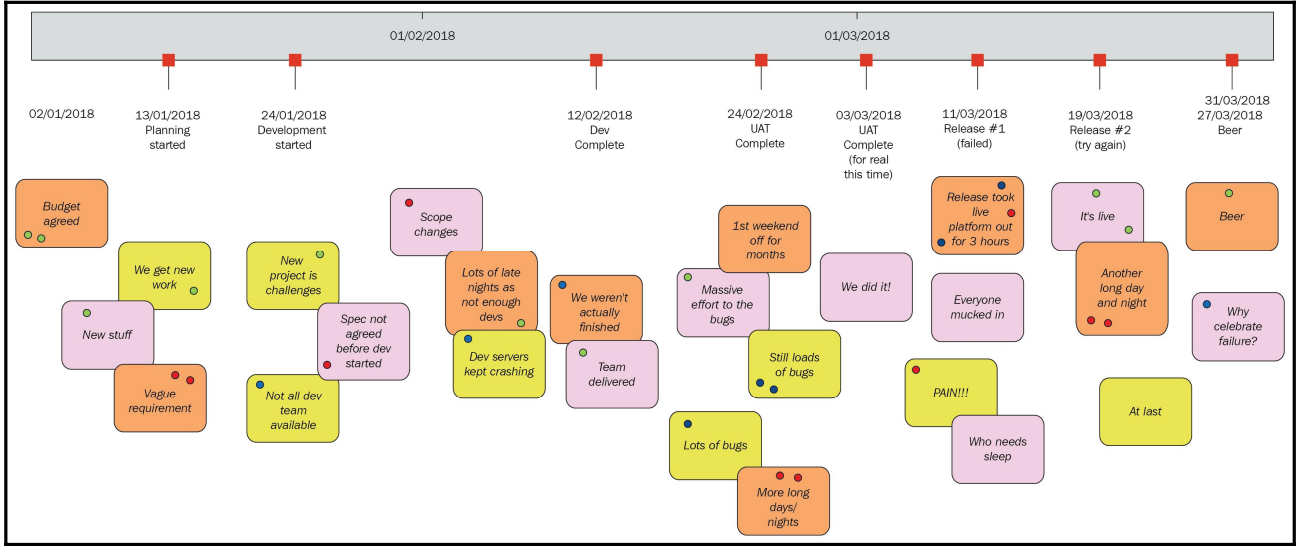 01/02/2018
01/03/2018
02/01/2018
13/01/2018
Planning
started
24/01/2018
Development
started
12/02/2018
Dev
Complete
24/02/2018
UAT
Complete
03/03/2018
UAT
Complete
(for real
this time)
11/03/2018
Release #1
(failed)
19/03/2018
Release #2
(try again)
31/03/2018
27/03/2018
Beer
Budget
agreed
We get new
work
New stuff
Vague
requirement
New
project is
challenges
Spec not
agreed
before dev
started
Not all dev
team
available
Scope
changes
Lots of late
nights as
not enough
devs
Dev servers
kept crashing
We weren't
actually
finished
Team
delivered
1st weekend
off for
months
Massive
effort to the
bugs
Still loads
of bugs
Lots of bugs
More long
days/
nights
We did it!
Release took
live
platform out
for 3 hours
Everyone
mucked in
PAIN!!!
Who needs
sleep
It's live
Another
long day
and night
At last
Beer
Why
celebrate
failure?